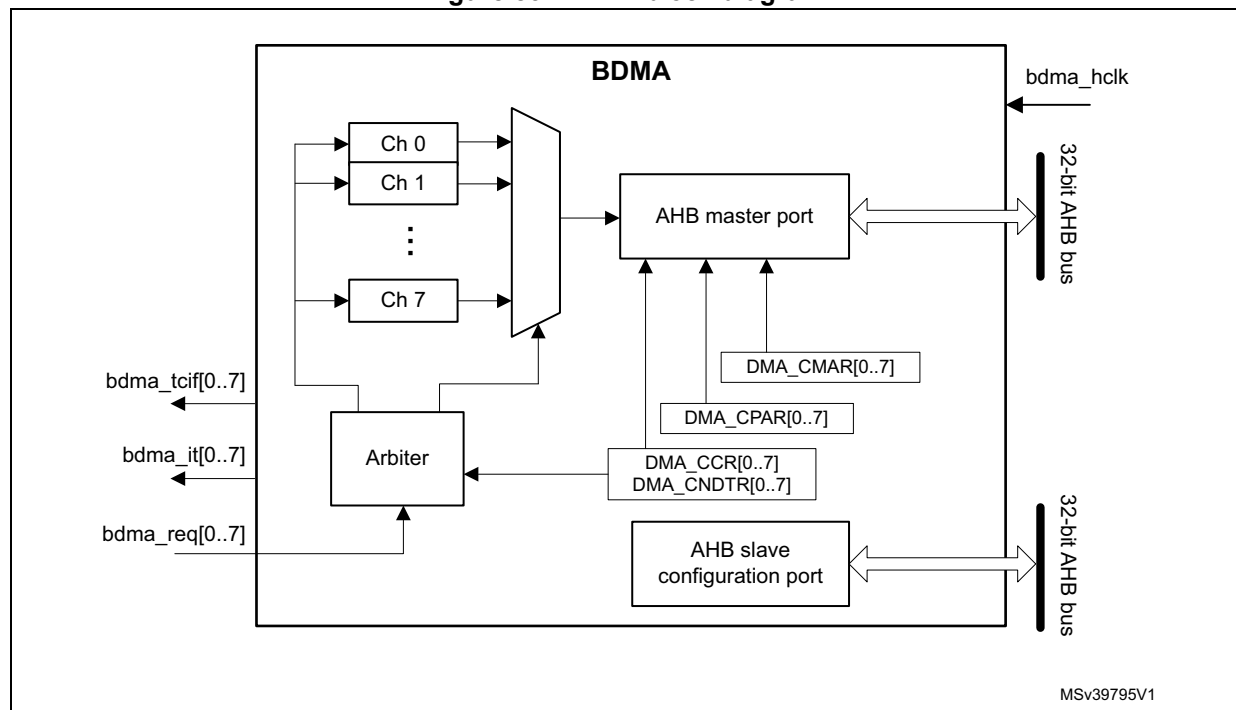 BDMA
bdma_hclk
Ch 0
Ch 1
Ch 7
AHB master port
32-bit AHB bus
DMA_CMAR[0..7]
bdma_tcif[0..7]
DMA_CPAR[0..7]
bdma_it[0..7]
Arbiter
DMA_CCR[0..7]
DMA_CNDTR[0..7]
bdma_req[0..7]
AHB slave
configuration port
32-bit AHB bus
MSv39795V1